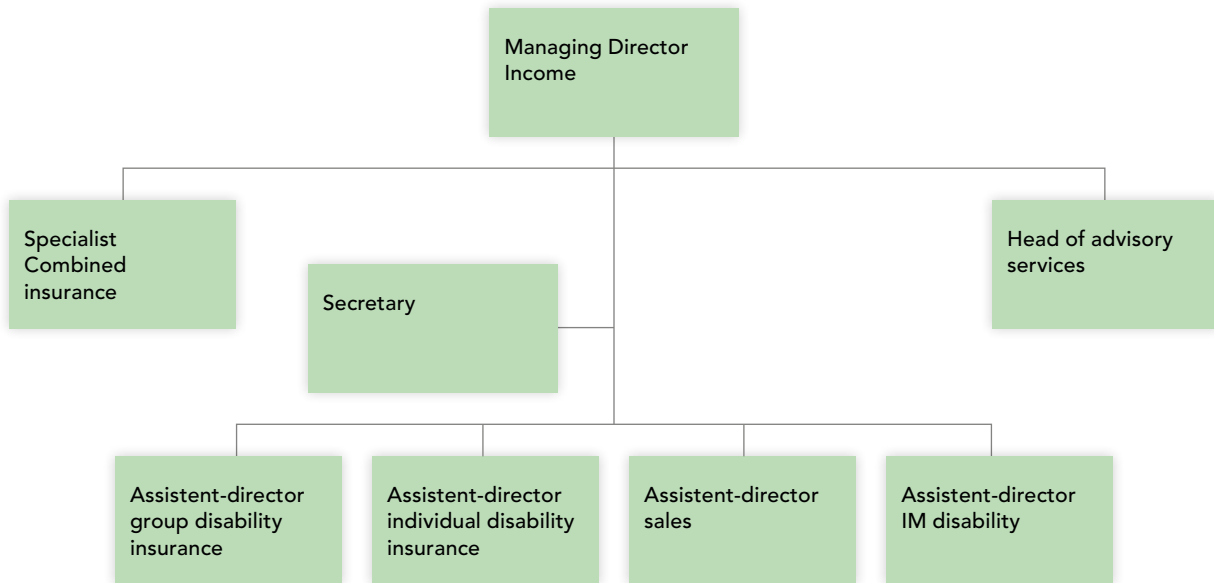 Managing Director
Income
Specialist
Combined
insurance
Head of advisory
services
Secretary
Assistent-director
group disability
insurance
Assistent-director
individual disability
insurance
Assistent-director
sales
Assistent-director
IM disability